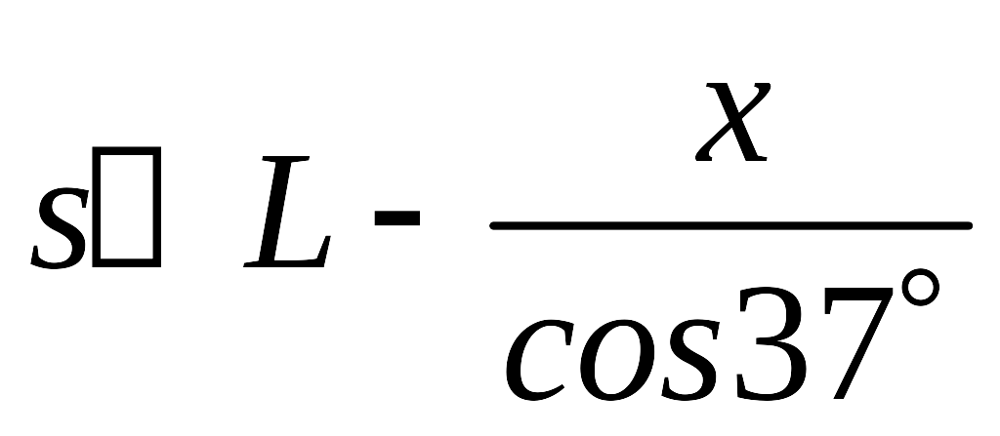 s□ L - x / cos37°